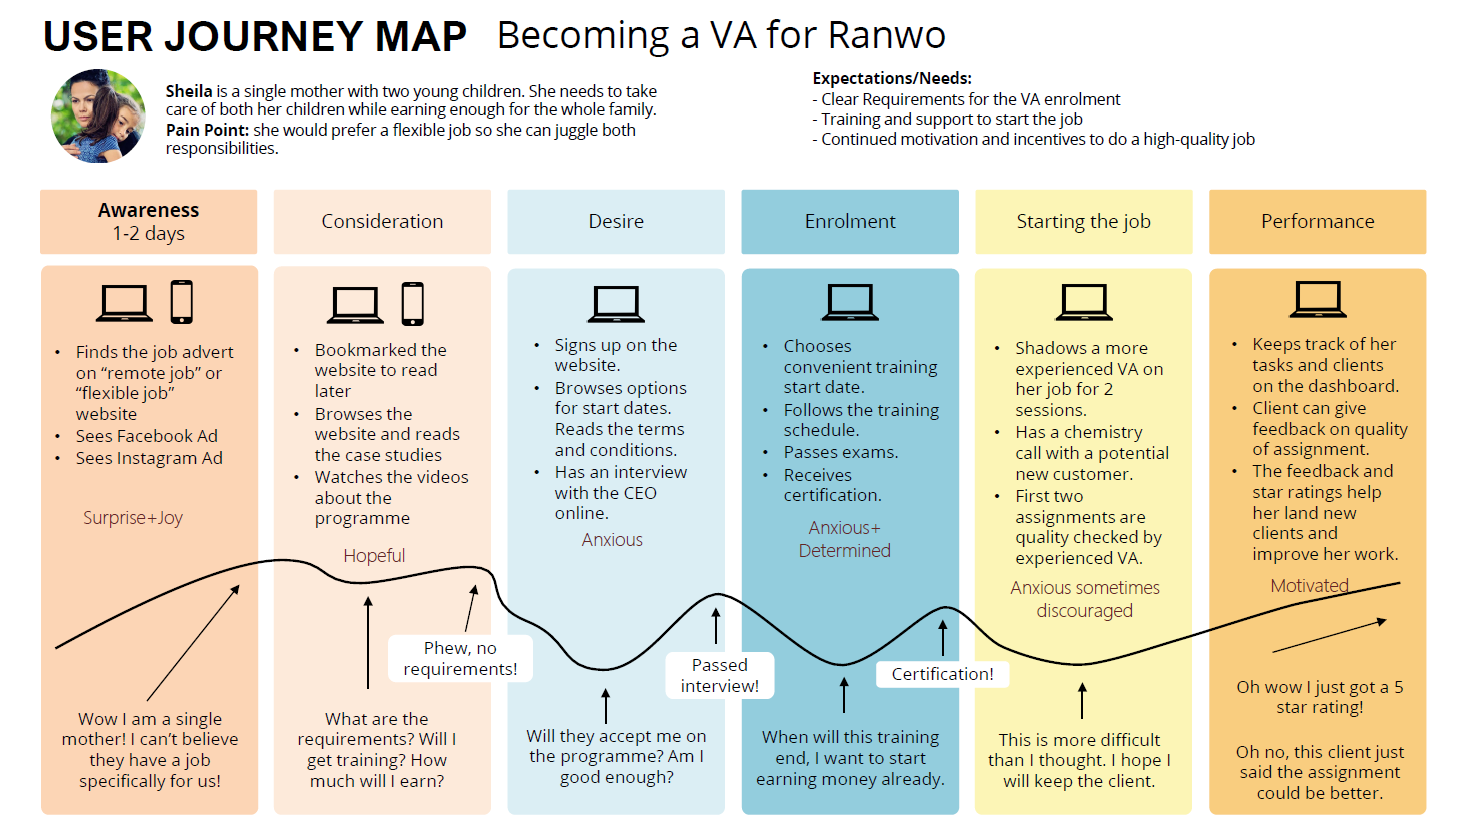 USER JOURNEY MAP Becoming a VA for Ranwo
Sheila is a single mother with two young children. She needs to take
care of both her children while earning enough for the whole family.
Pain Point: she would prefer a flexible job so she can juggle both
responsibilities.
Expectations/Needs:
- Clear Requirements for the VA enrolment
- Training and support to start the job
- Continued motivation and incentives to do a high-quality job
Awareness
1-2 days
Consideration
Desire
Enrolment
Starting the job
Performance
• Finds the job advert
on “remote job” or
“flexible job”
website
• Sees Facebook Ad
• Sees Instagram Ad
Surprise+Joy
Wow I am a single
mother! I can’t believe
they have a job
specifically for us!
• Bookmarked the
website to read
later
• Browses the
website and reads
the case studies
• Watches the videos
about the
programme
Hopeful
Phew, no
requirements!
What are the
requirements? Will I
get training? How
much will I earn?
• Signs up on the
website.
• Browses options
for start dates.
Reads the terms
and conditions.
• Has an interview
with the CEO
online.
Anxious
Passed
interview!
Will they accept me on
the programme? Am I
good enough?
• Chooses
convenient training
start date.
• Follows the training
schedule.
• Passes exams.
• Receives
certification.
Anxious+
Determined
Certification!
When will this training
end, I want to start
earning money already.
• Shadows a more
experienced VA on
her job for 2
sessions.
• Has a chemistry
call with a potential
new customer.
• First two
assignments are
quality checked by
experienced VA.
Anxious sometimes
discouraged
This is more difficult
than I thought. I hope I
will keep the client.
• Keeps track of her
tasks and clients
on the dashboard.
• Client can give
feedback on quality
of assignment.
• The feedback and
star ratings help
her land new
clients and
improve her work.
Motivated
Oh wow I just got a 5
star rating!
Oh no, this client just
said the assignment
could be better.